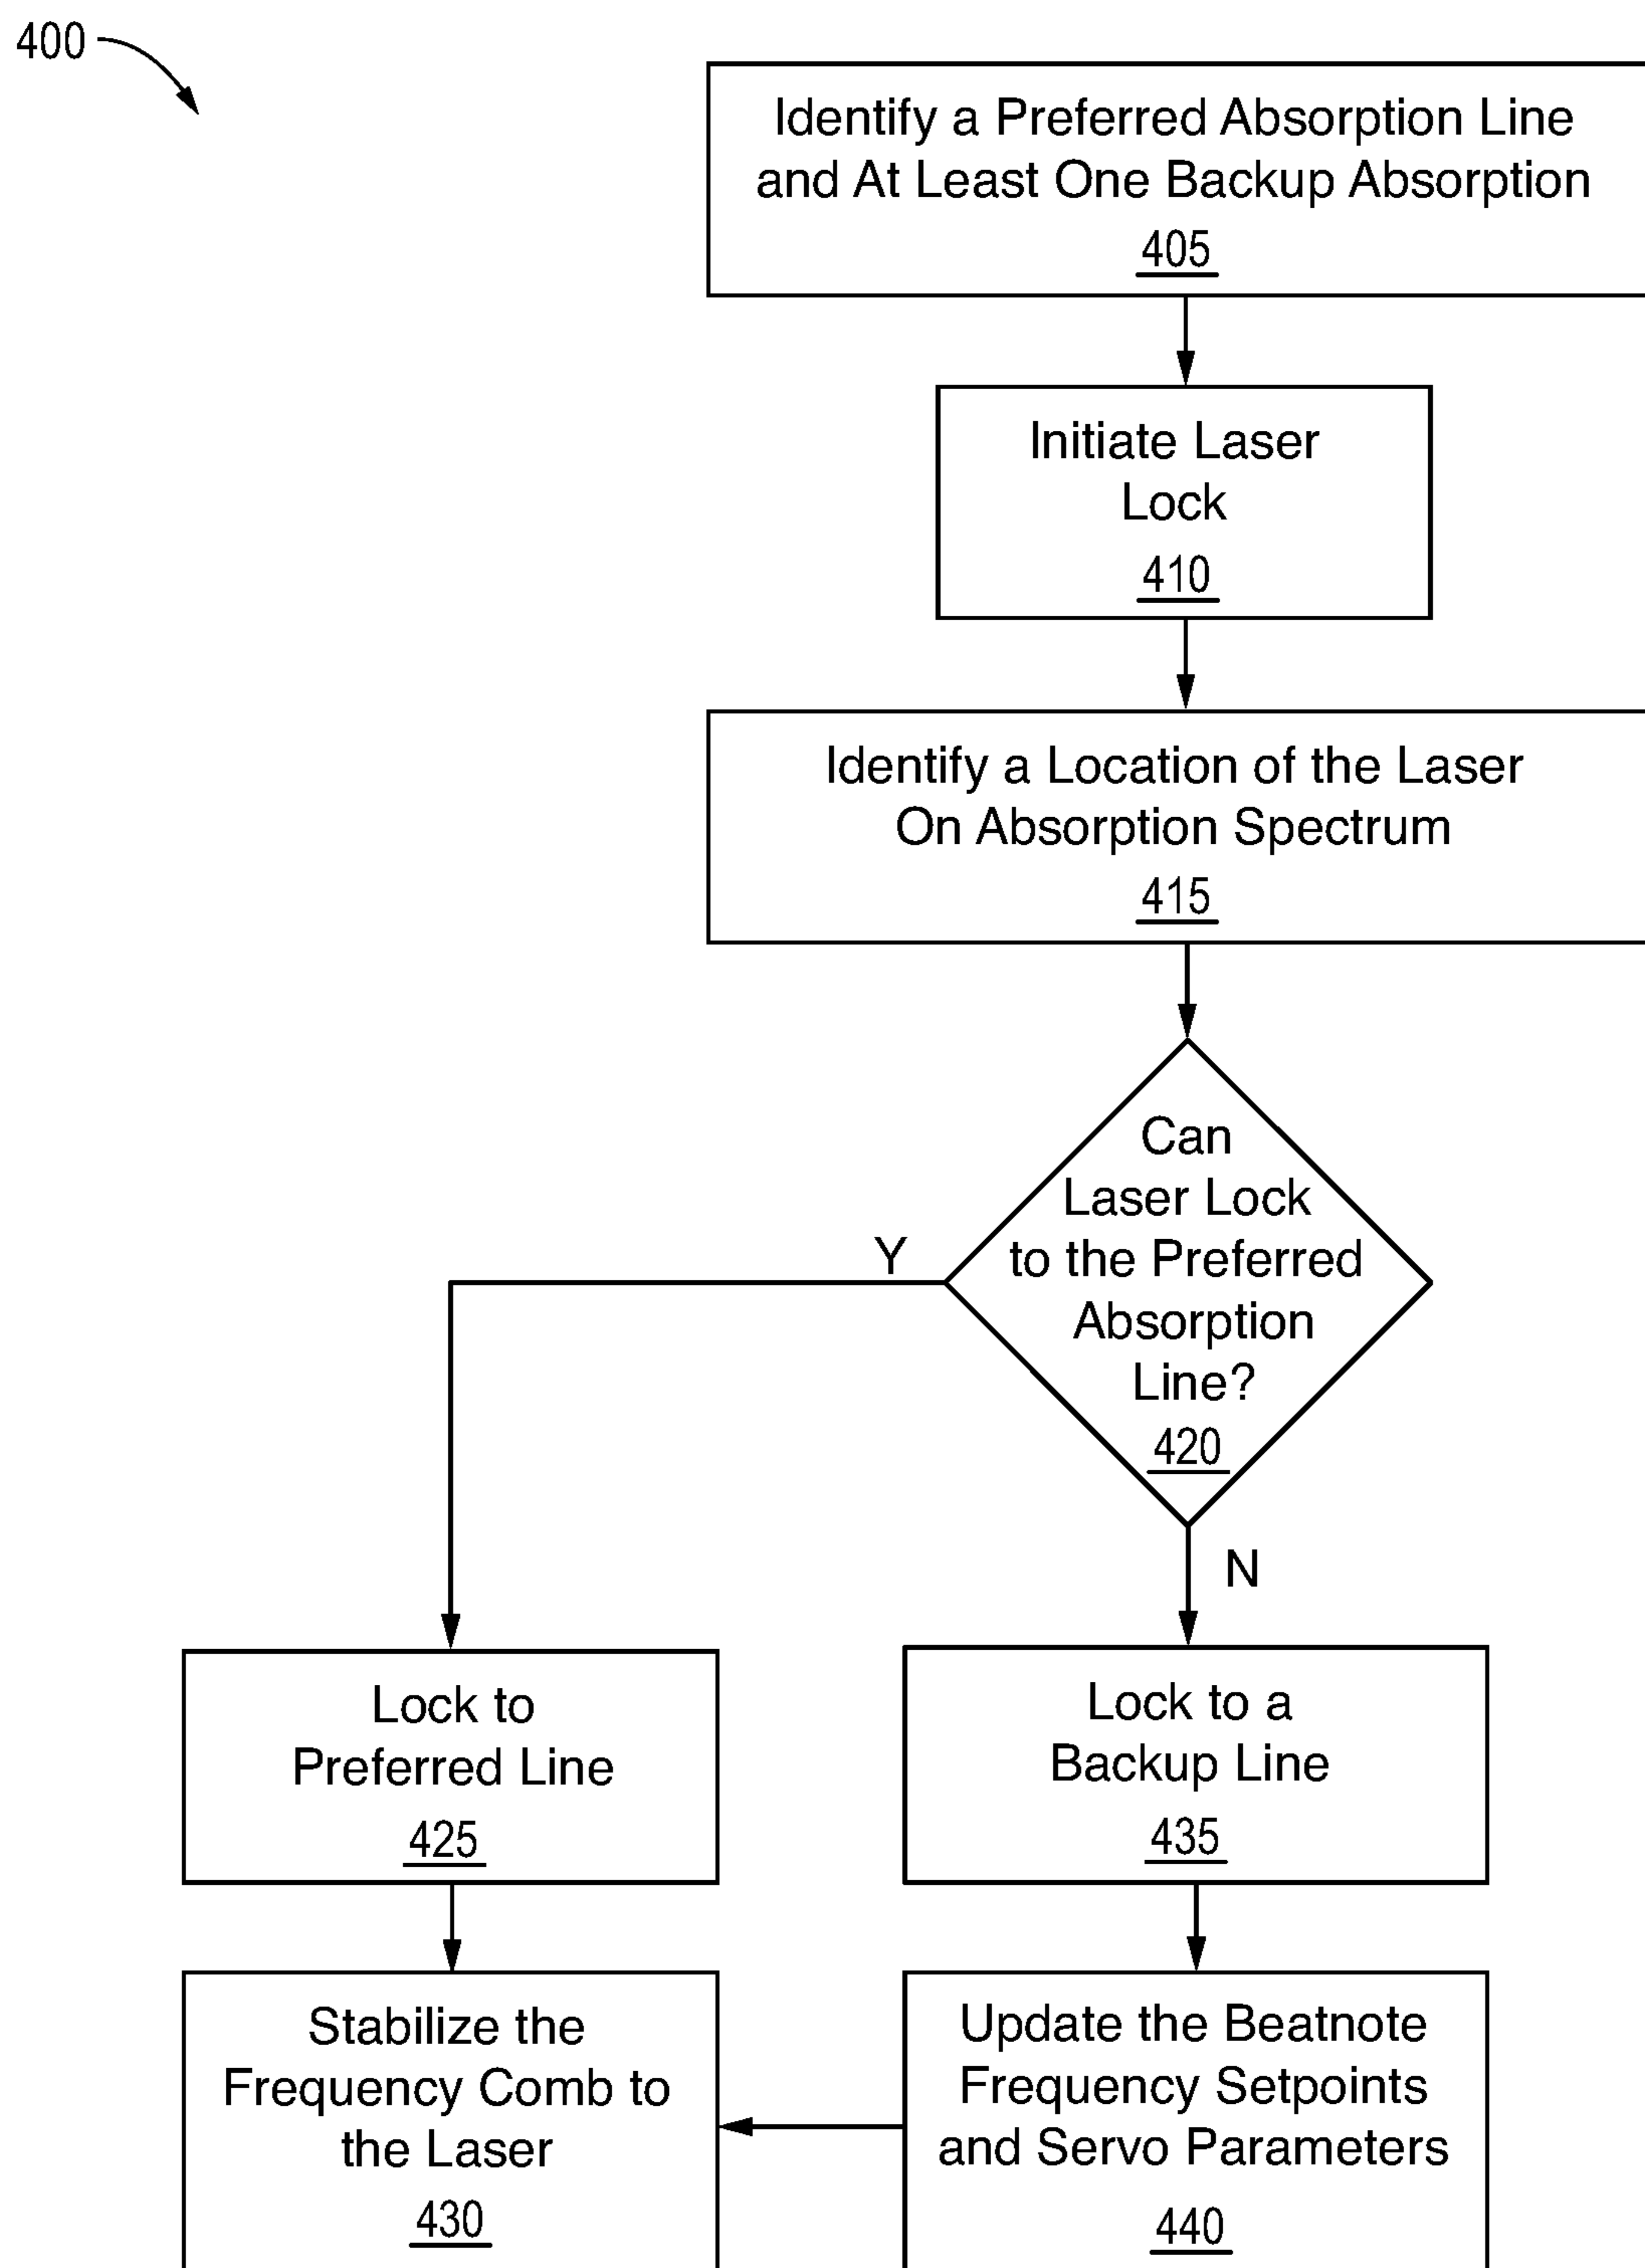 400
Identify a Preferred Absorption Line
and At Least One Backup Absorption
405
Initiate Laser
Lock
410
Identify a Location of the Laser
On Absorption Spectrum
415
Can
Laser Lock
to the Preferred
Absorption
Line?
420
Y
N
Lock to
Preferred Line
425
Lock to a
Backup Line
435
Stabilize the
Frequency Comb to
the Laser
430
Update the Beatnote
Frequency Setpoints
and Servo Parameters
440